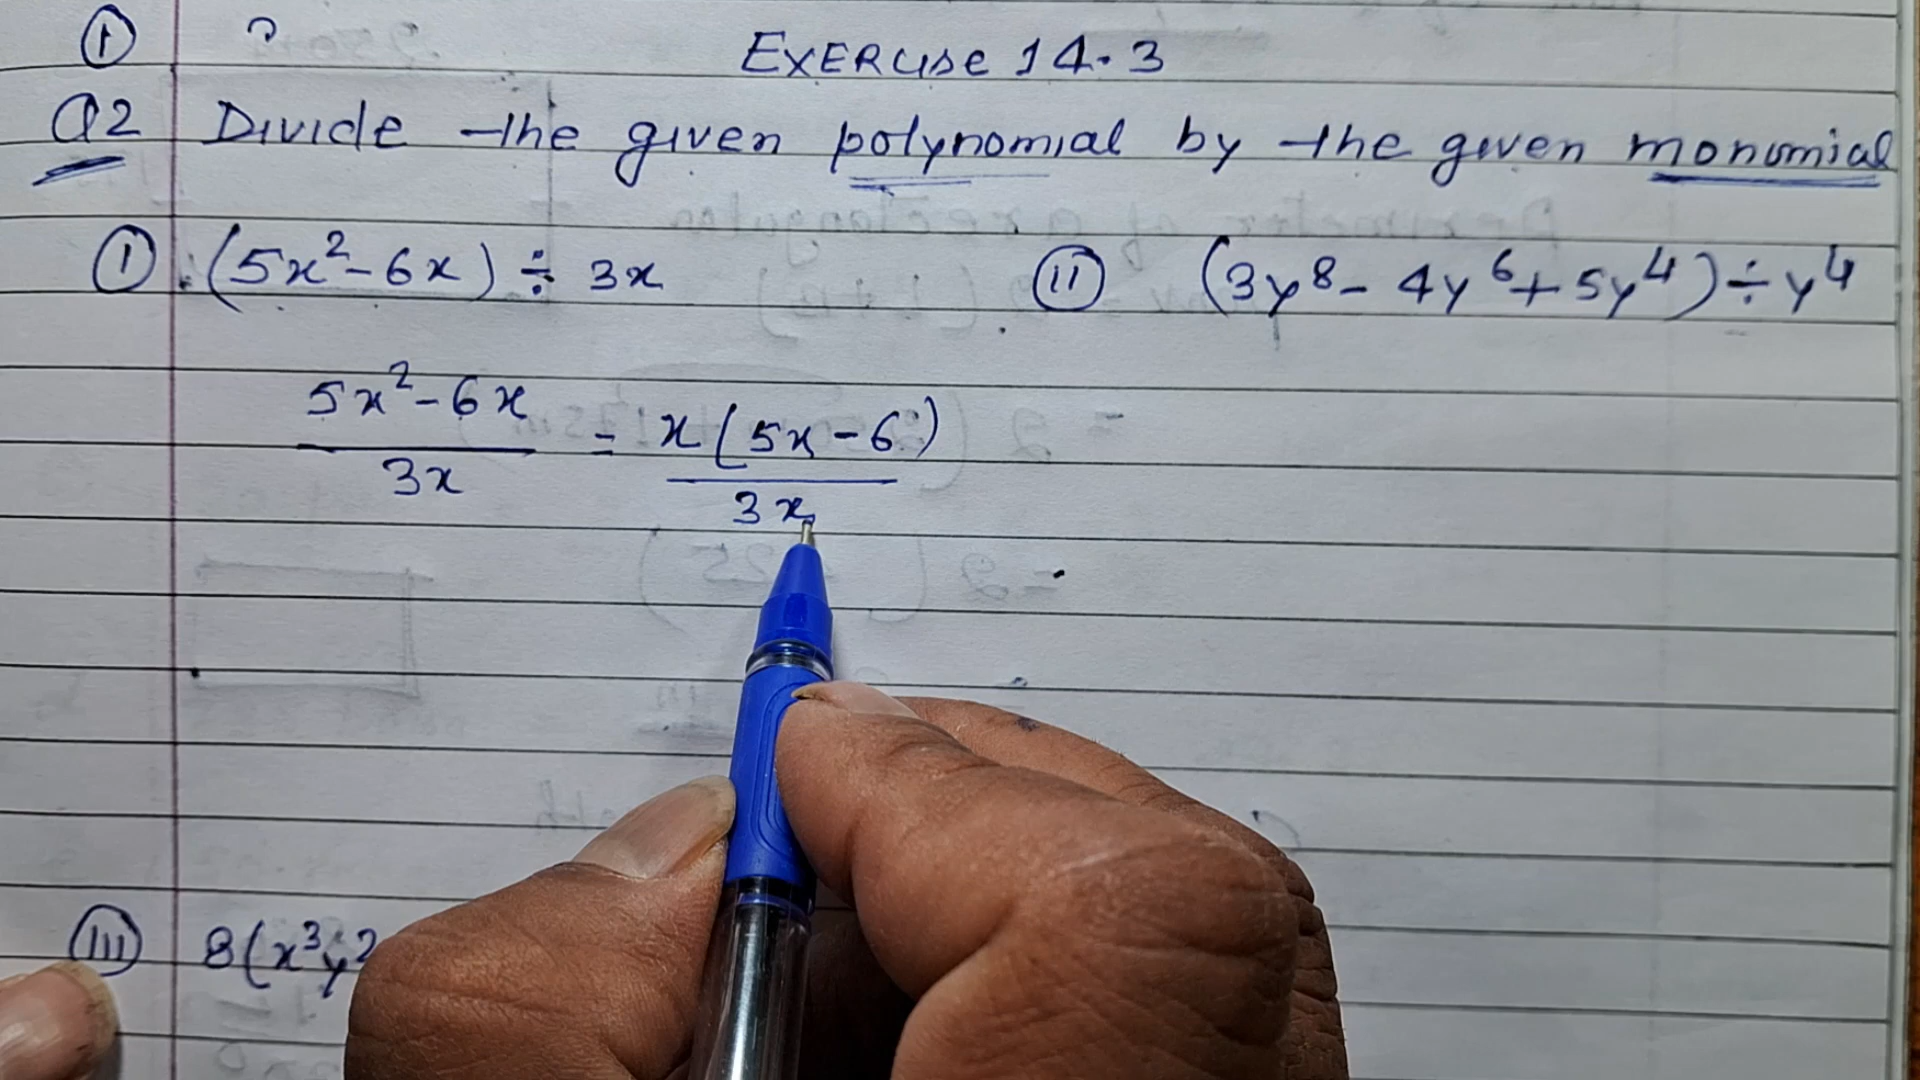 ① ?
EXERCISE 14.3
Q2 Divide the given polynomial by the given monomial
Ⓘ (5x² - 6x) ÷ 3x
ⓘⓘ (3y⁸ - 4y⁶ + 5y⁴) ÷ y⁴
5x² - 6x / 3x = x(5x - 6) / 3x
ⓘⓘⓘ 8(x³y²